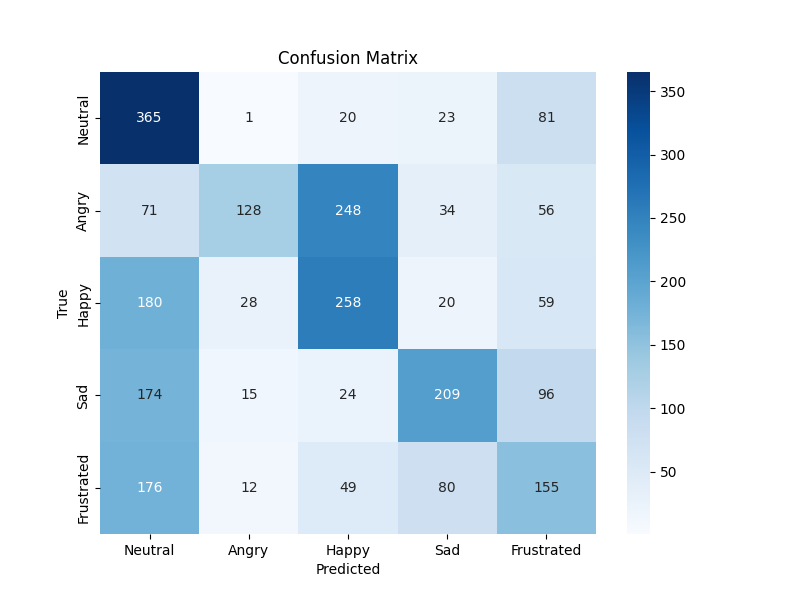 Confusion Matrix
True
Neutral 365 1 20 23 81
Angry 71 128 248 34 56
Happy 180 28 258 20 59
Sad 174 15 24 209 96
Frustrated 176 12 49 80 155
Neutral Angry Happy Sad Frustrated
Predicted
350
300
250
200
150
100
50